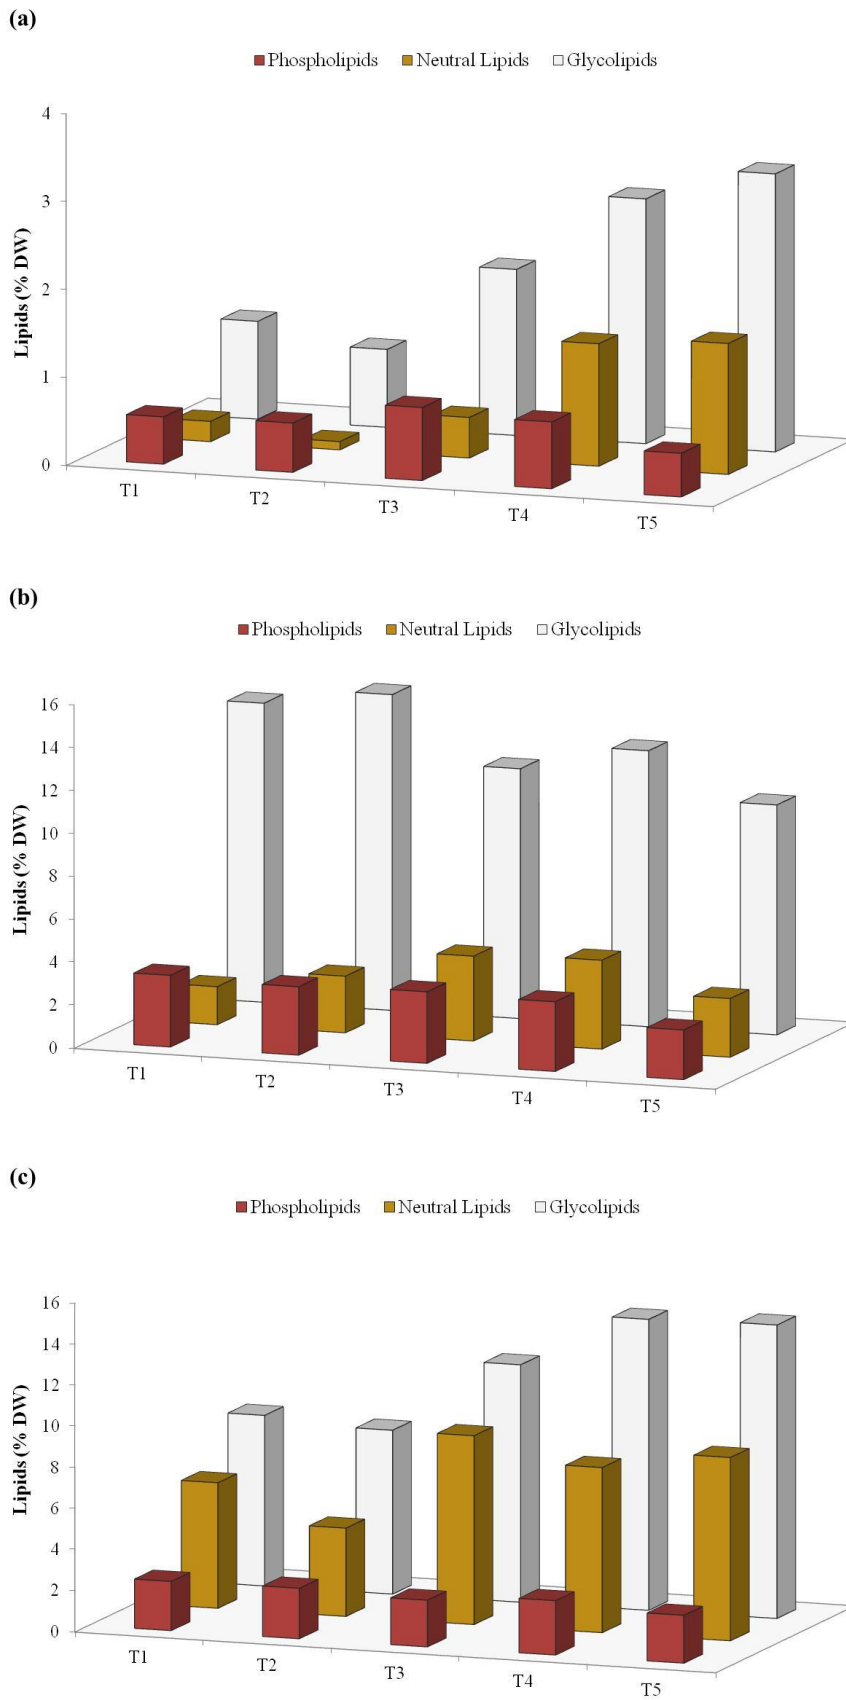 (a)
Phospholipids Neutral Lipids Glycolipids
4
3
2
1
0
Lipids (% DW)
T1 T2 T3 T4 T5
(b)
Phospholipids Neutral Lipids Glycolipids
16
14
12
10
8
6
4
2
0
Lipids (% DW)
T1 T2 T3 T4 T5
(c)
Phospholipids Neutral Lipids Glycolipids
16
14
12
10
8
6
4
2
0
Lipids (% DW)
T1 T2 T3 T4 T5